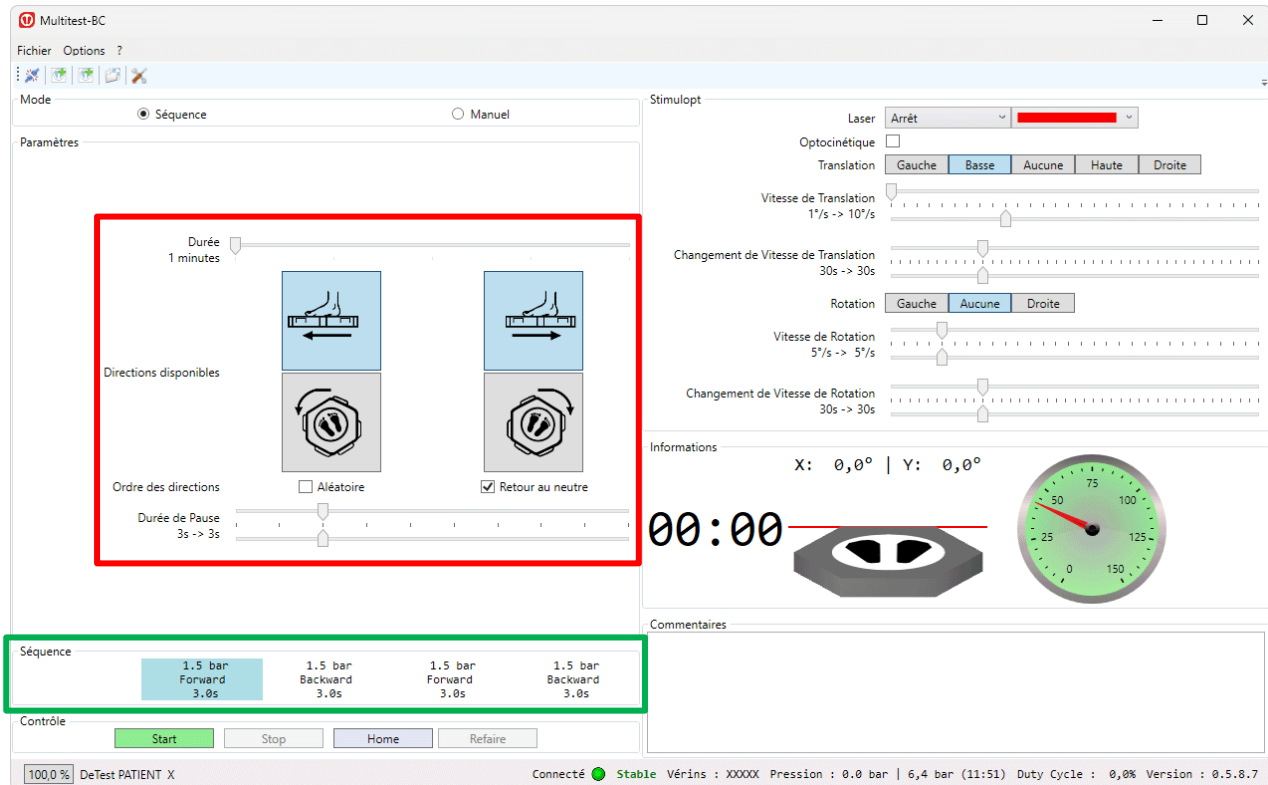 Multitest-BC
Fichier Options ?
Mode
Séquence Manuel
Paramètres
Durée
1 minutes
Directions disponibles
Ordre des directions Aléatoire Retour au neutre
Durée de Pause
3s -> 3s
Séquence
1.5 bar 1.5 bar 1.5 bar 1.5 bar
Forward Backward Forward Backward
3.0s 3.0s 3.0s 3.0s
Contrôle
Start Stop Home Refaire
Stimulopt
Laser Arrêt
Optocinétique
Translation Gauche Basse Aucune Haute Droite
Vitesse de Translation
1°/s -> 10°/s
Changement de Vitesse de Translation
30s -> 30s
Rotation Gauche Aucune Droite
Vitesse de Rotation
5°/s -> 5°/s
Changement de Vitesse de Rotation
30s -> 30s
Informations
X: 0,0° | Y: 0,0°
00:00
0 25 50 75 100 125 150
Commentaires
100,0 % DeTest PATIENT X Connecté Stable Vérins : XXXXX Pression : 0.0 bar | 6,4 bar (11:51) Duty Cycle : 0,0% Version : 0.5.8.7